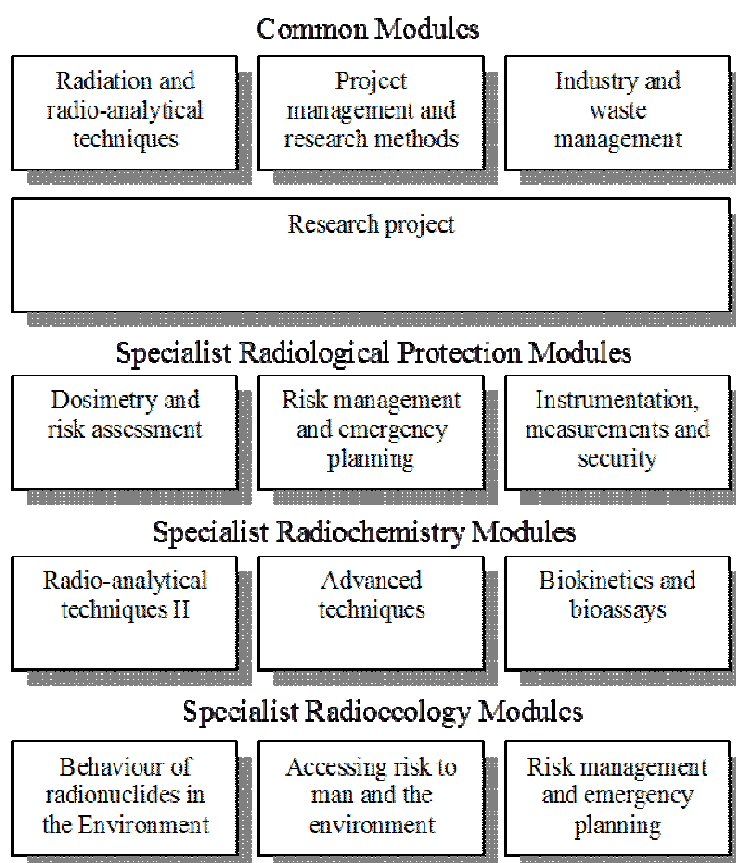 Common Modules
Radiation and
radio-analytical
techniques
Project
management and
research methods
Industry and
waste
management
Research project
Specialist Radiological Protection Modules
Dosimetry and
risk assessment
Risk management
and emergency
planning
Instrumentation,
measurements and
security
Specialist Radiochemistry Modules
Radio-analytical
techniques II
Advanced
techniques
Biokinetics and
bioassays
Specialist Radioecology Modules
Behaviour of
radionuclides in
the Environment
Accessing risk to
man and the
environment
Risk management
and emergency
planning